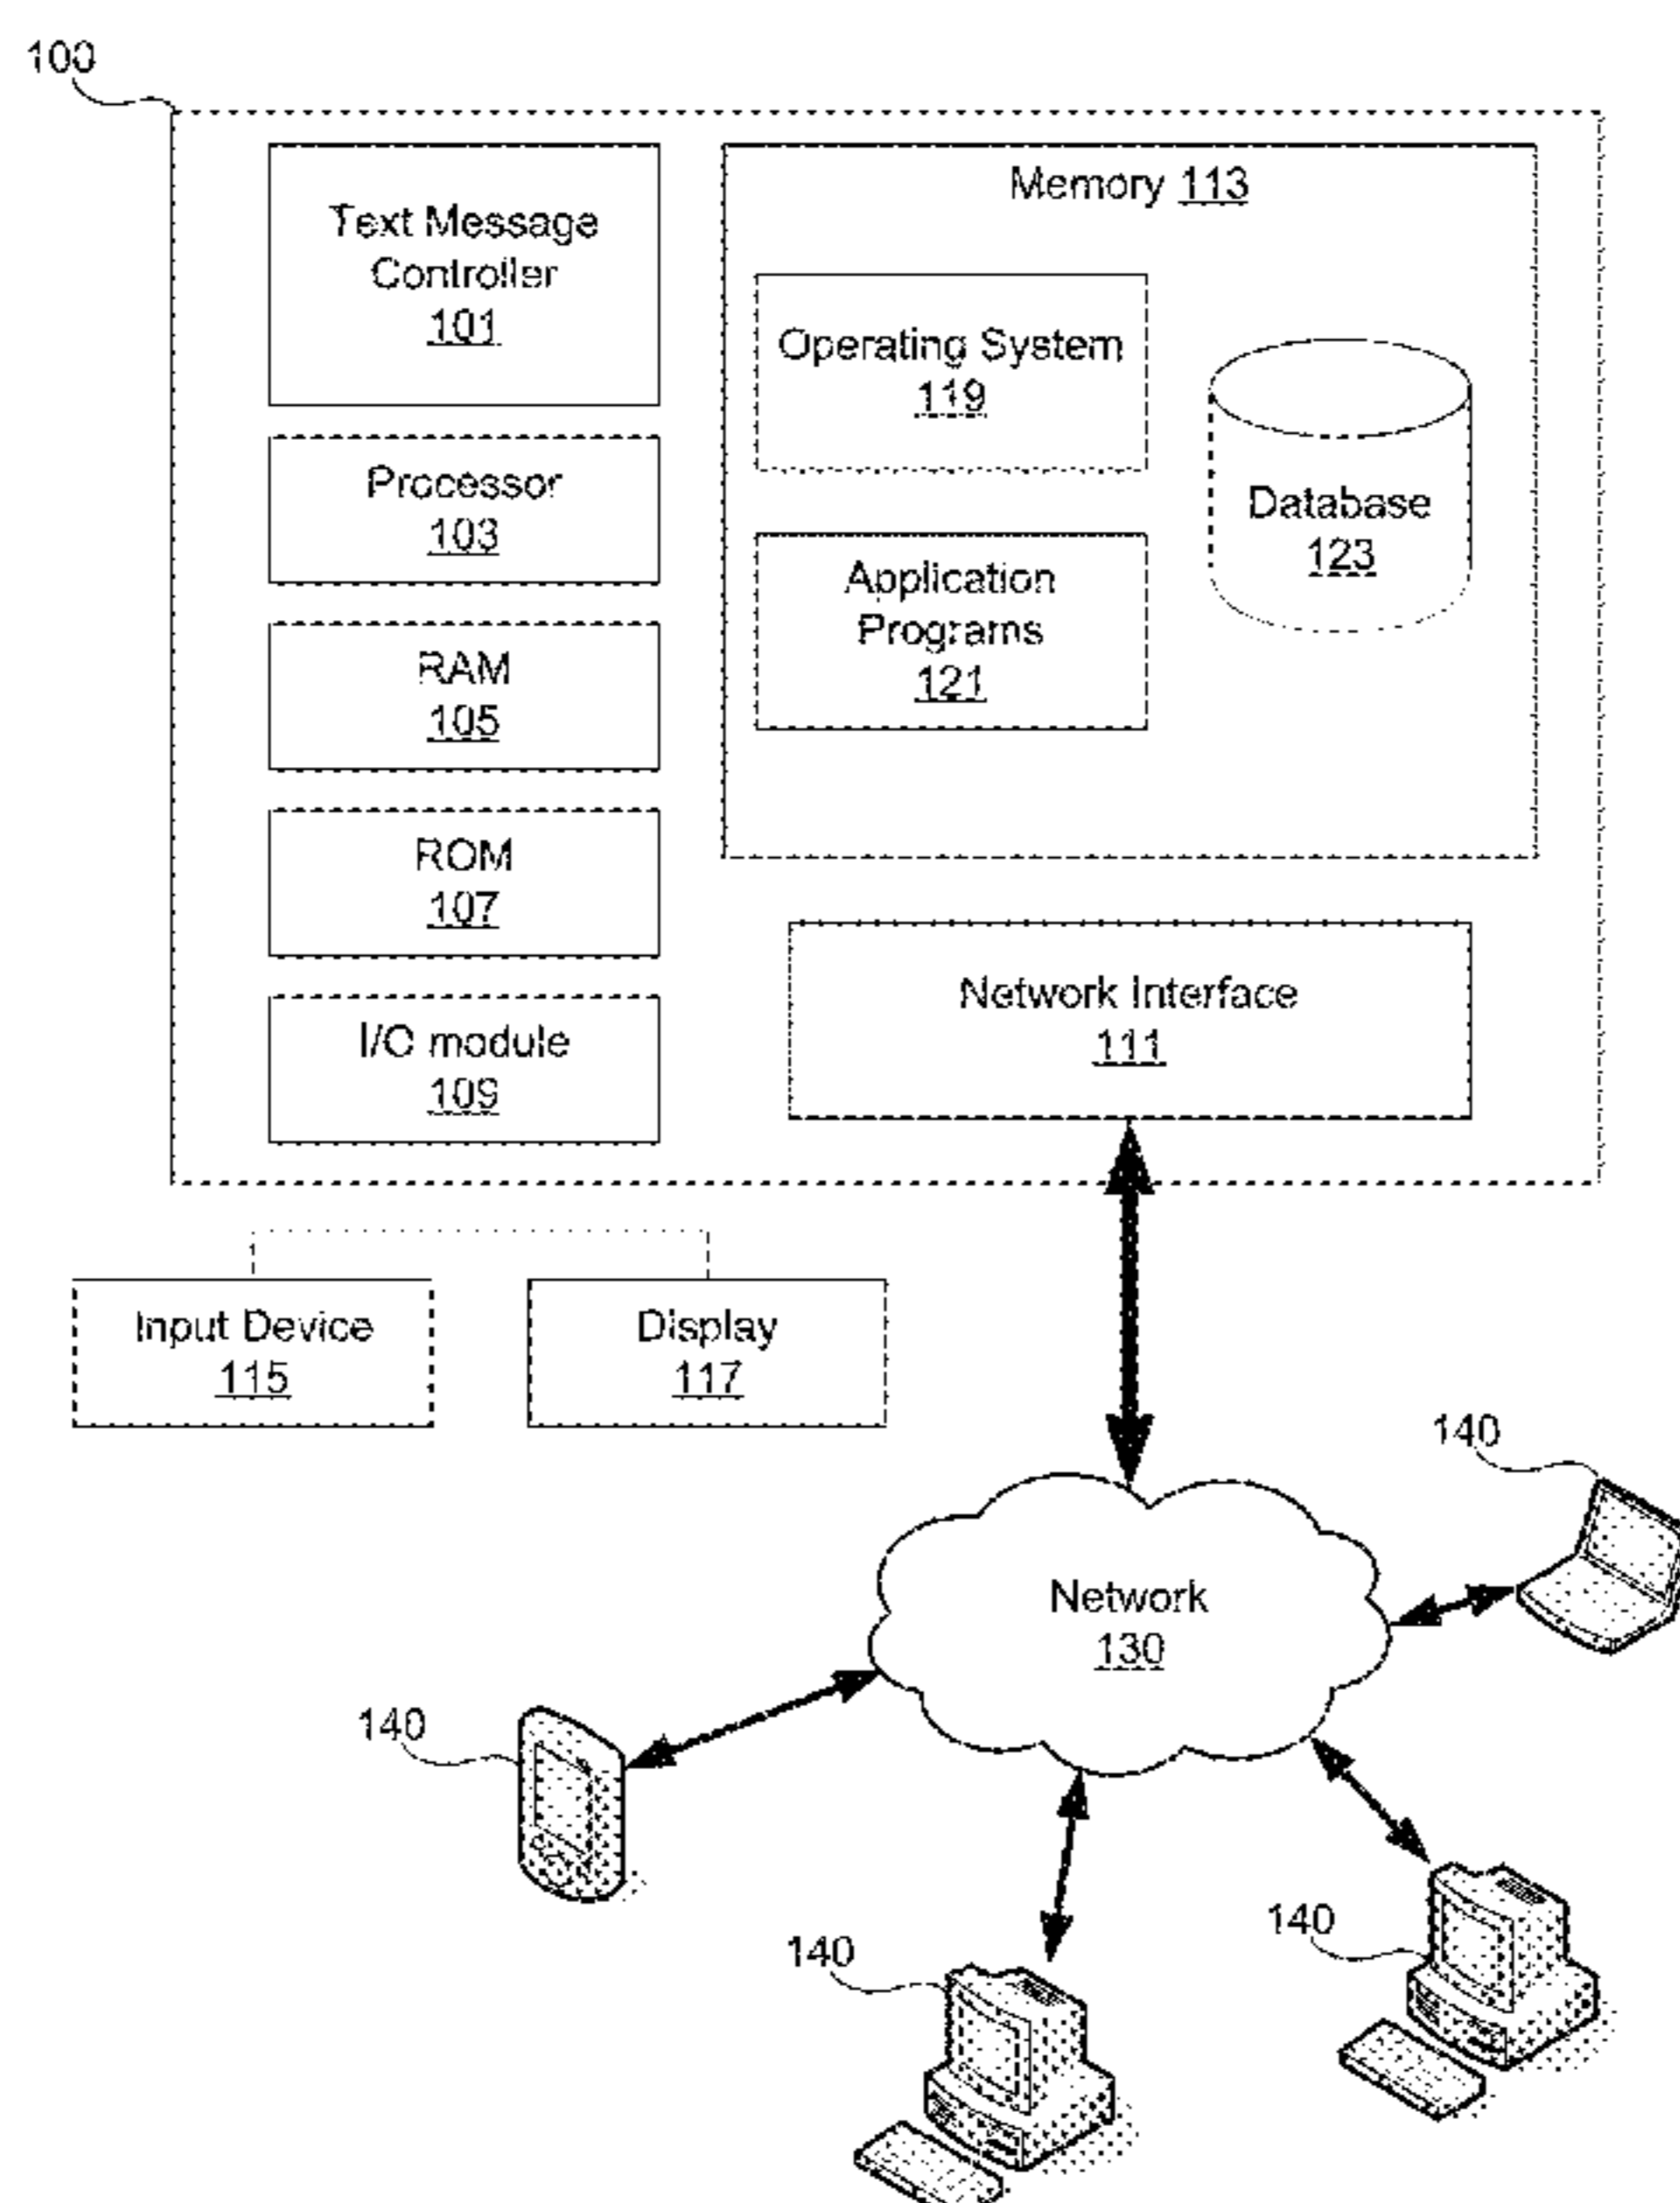 100
Text Message
Controller
101
Processor
103
RAM
105
ROM
107
I/O module
109
Memory 113
Operating System
119
Application
Programs
121
Database
123
Network Interface
111
Input Device
115
Display
117
Network
130
140
140
140
140